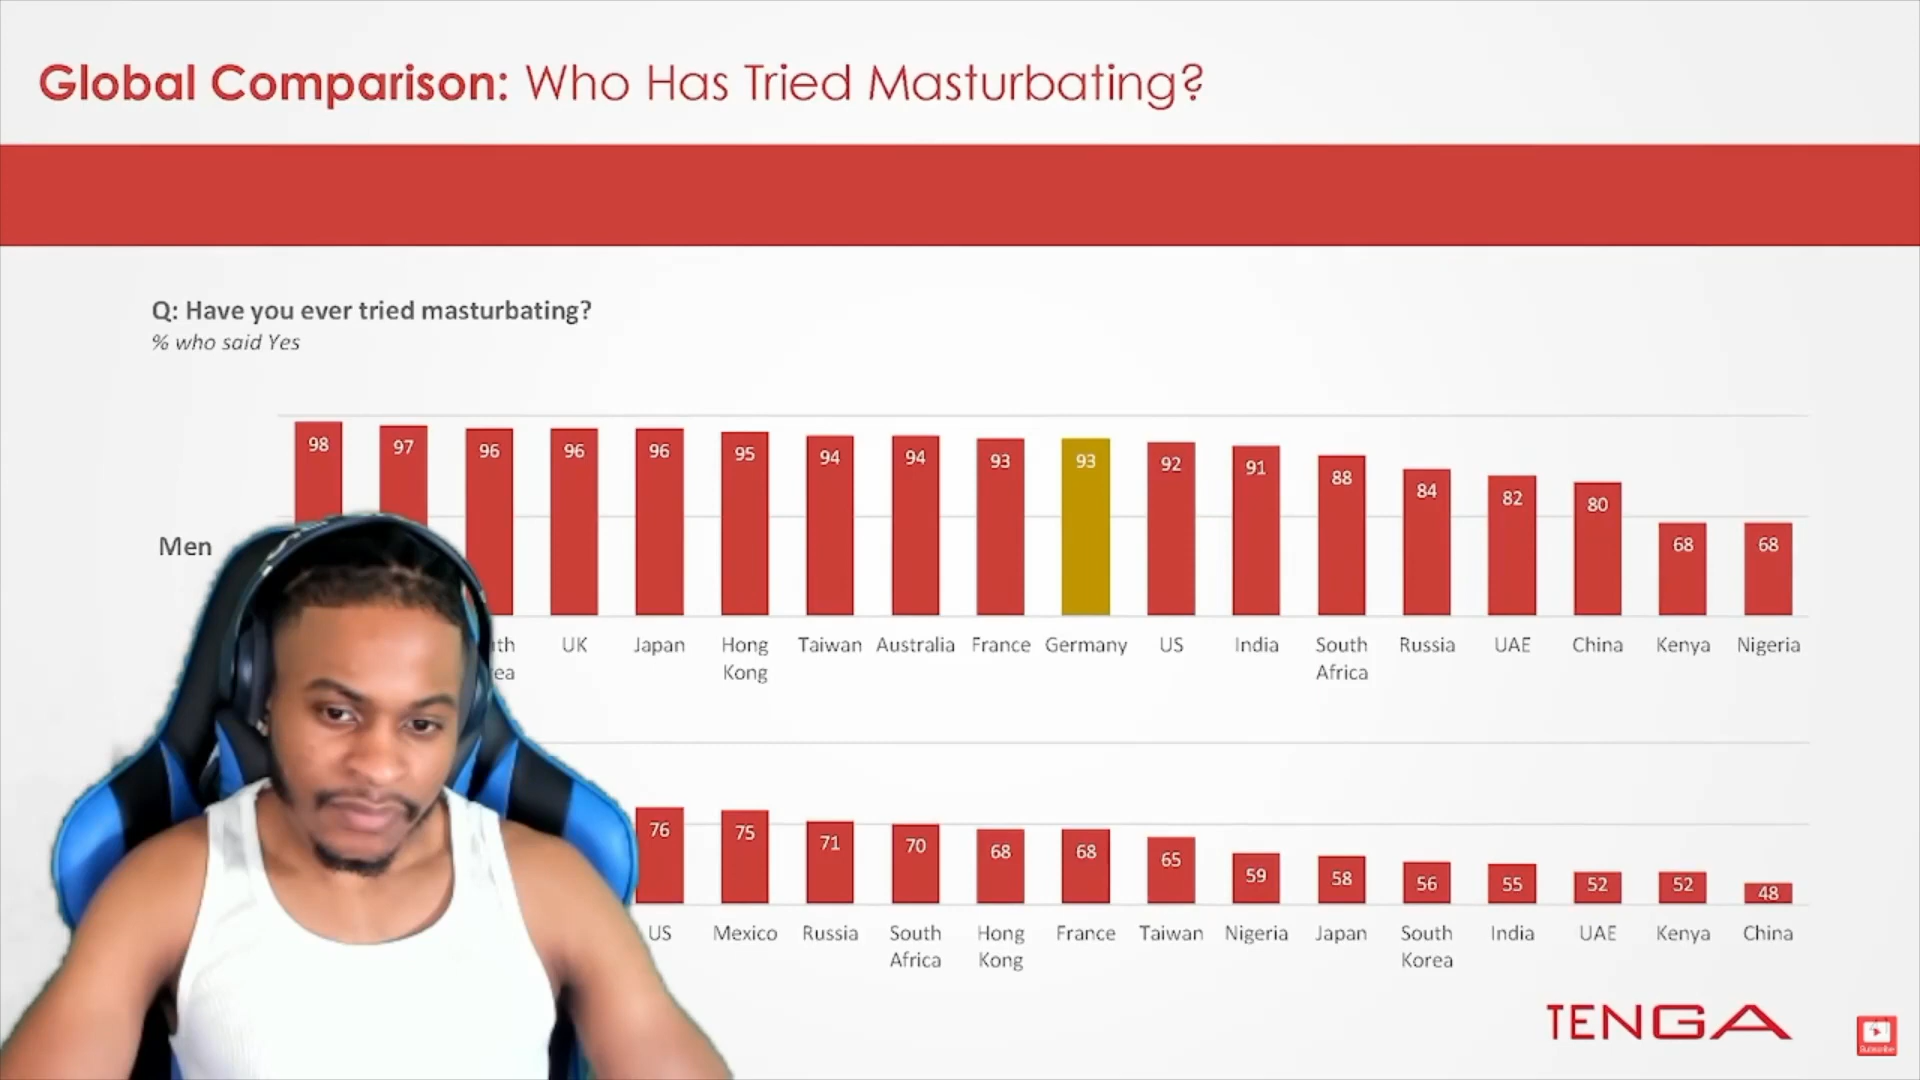 Global Comparison: Who Has Tried Masturbating?
Q: Have you ever tried masturbating?
% who said Yes
98 97 96 96 96 95 94 94 93 93 92 91 88 84 82 80 68 68
Men
UK Japan Hong Kong Taiwan Australia France Germany US India South Africa Russia UAE China Kenya Nigeria
76 75 71 70 68 68 65 59 58 56 55 52 52 48
US Mexico Russia South Africa Hong Kong France Taiwan Nigeria Japan South Korea India UAE Kenya China
TENGA
Subscribe